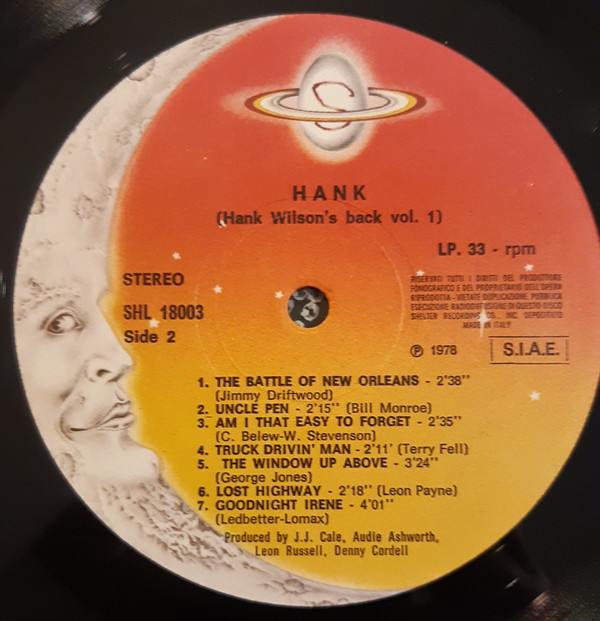 HANK
(Hank Wilson's back vol. 1)
LP. 33 - rpm
STEREO
SHL 18003
Side 2
RISERVATI TUTTI I DIRITTI DEL PRODUTTORE
FONOGRAFICO E DEL PROPRIETARIO DELL'OPERA
RIPRODOTTA - VIETATE DUPLICAZIONE, PUBBLICA
ESECUZIONE RADIODIFFUSIONE DI QUESTO DISCO
SHELTER RECORDING CO., INC. DEPOSITATO
MADE IN ITALY
℗ 1978
S.I.A.E.
1. THE BATTLE OF NEW ORLEANS - 2'38"
(Jimmy Driftwood)
2. UNCLE PEN - 2'15" (Bill Monroe)
3. AM I THAT EASY TO FORGET - 2'35"
(C. Belew-W. Stevenson)
4. TRUCK DRIVIN' MAN - 2'11' (Terry Fell)
5. THE WINDOW UP ABOVE - 3'24"
(George Jones)
6. LOST HIGHWAY - 2'18" (Leon Payne)
7. GOODNIGHT IRENE - 4'01"
(Ledbetter-Lomax)
Produced by J.J. Cale, Audie Ashworth,
Leon Russell, Denny Cordell